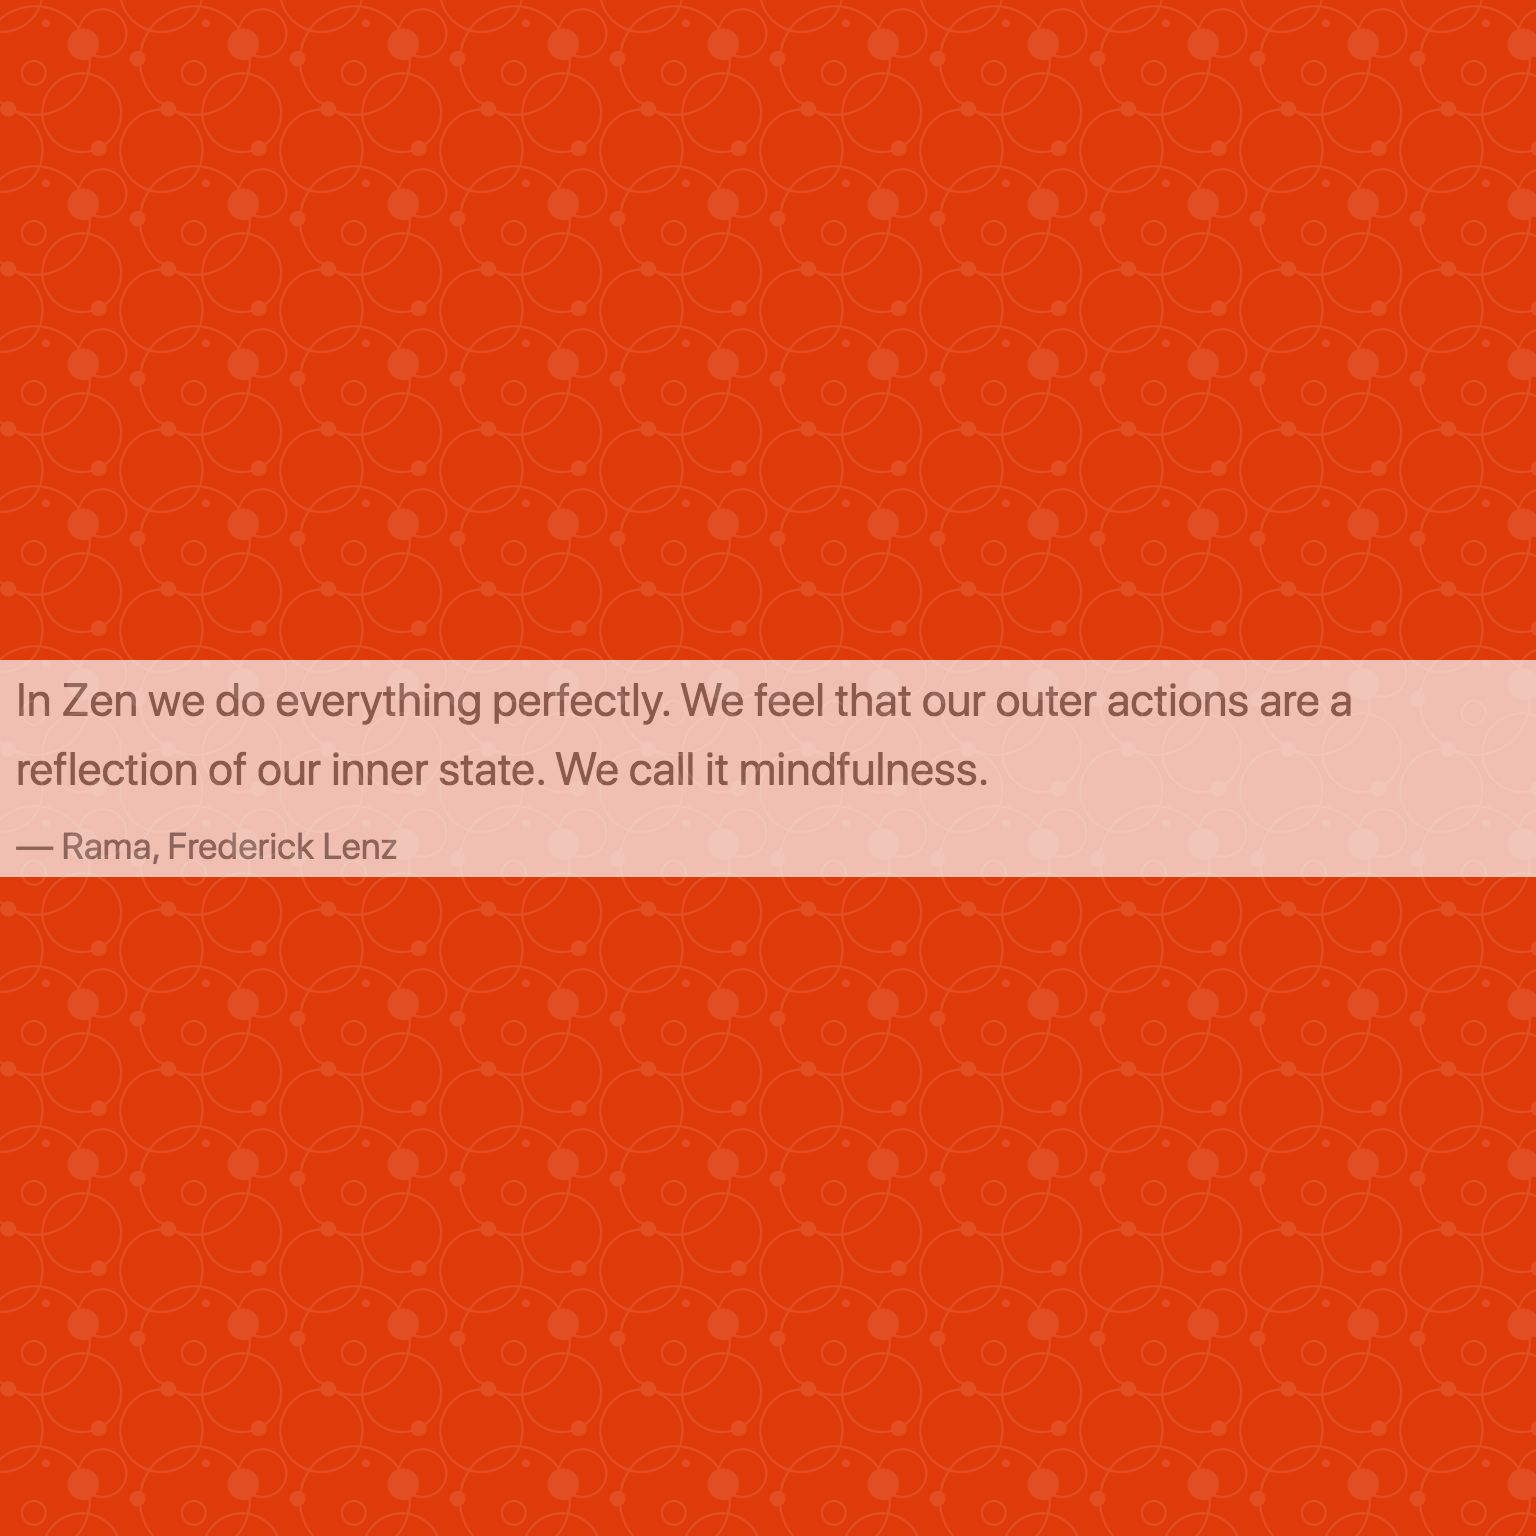 In Zen we do everything perfectly. We feel that our outer actions are a
reflection of our inner state. We call it mindfulness.
— Rama, Frederick Lenz